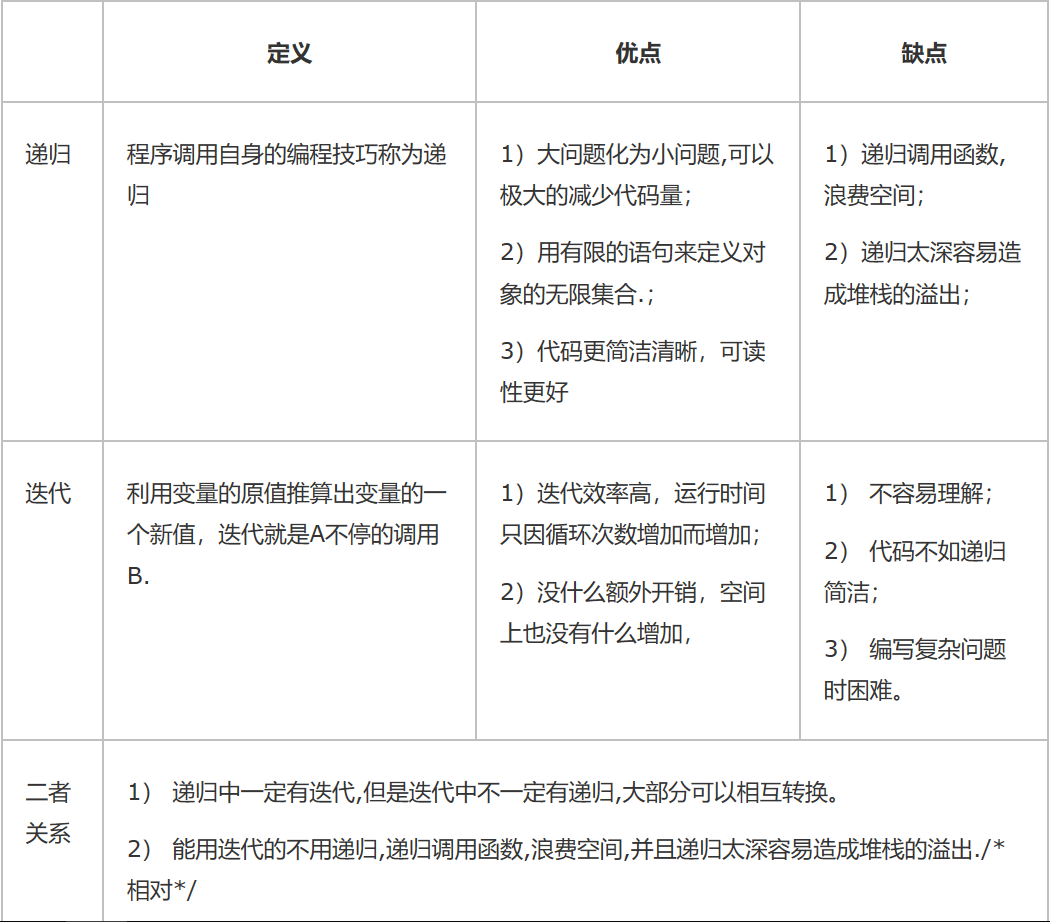 定义
优点
缺点
递归
程序调用自身的编程技巧称为递
归
1）大问题化为小问题,可以
极大的减少代码量；
2）用有限的语句来定义对
象的无限集合.；
3）代码更简洁清晰，可读
性更好
1）递归调用函数,
浪费空间；
2）递归太深容易造
成堆栈的溢出；
迭代
利用变量的原值推算出变量的一
个新值，迭代就是A不停的调用
B.
1）迭代效率高，运行时间
只因循环次数增加而增加；
2）没什么额外开销，空间
上也没有什么增加，
1） 不容易理解；
2） 代码不如递归
简洁；
3） 编写复杂问题
时困难。
二者
关系
1） 递归中一定有迭代,但是迭代中不一定有递归,大部分可以相互转换。
2） 能用迭代的不用递归,递归调用函数,浪费空间,并且递归太深容易造成堆栈的溢出./*
相对*/